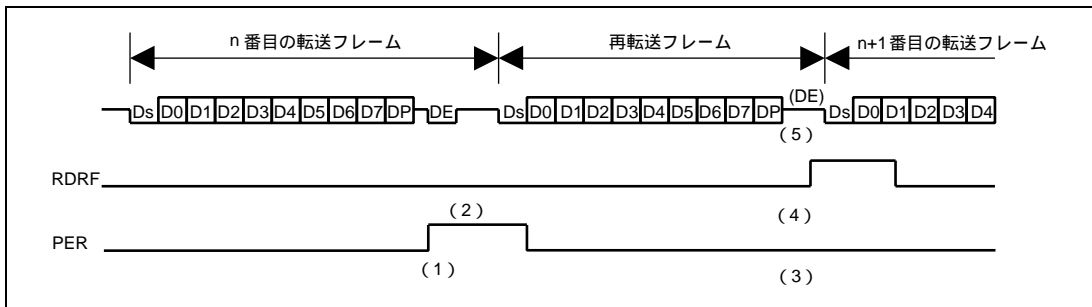 n 番目の転送フレーム 再転送フレーム n+1 番目の転送フレーム
Ds D0 D1 D2 D3 D4 D5 D6 D7 DP DE Ds D0 D1 D2 D3 D4 D5 D6 D7 DP (DE) Ds D0 D1 D2 D3 D4
(5)
RDRF
(2) (4)
PER
(1) (3)